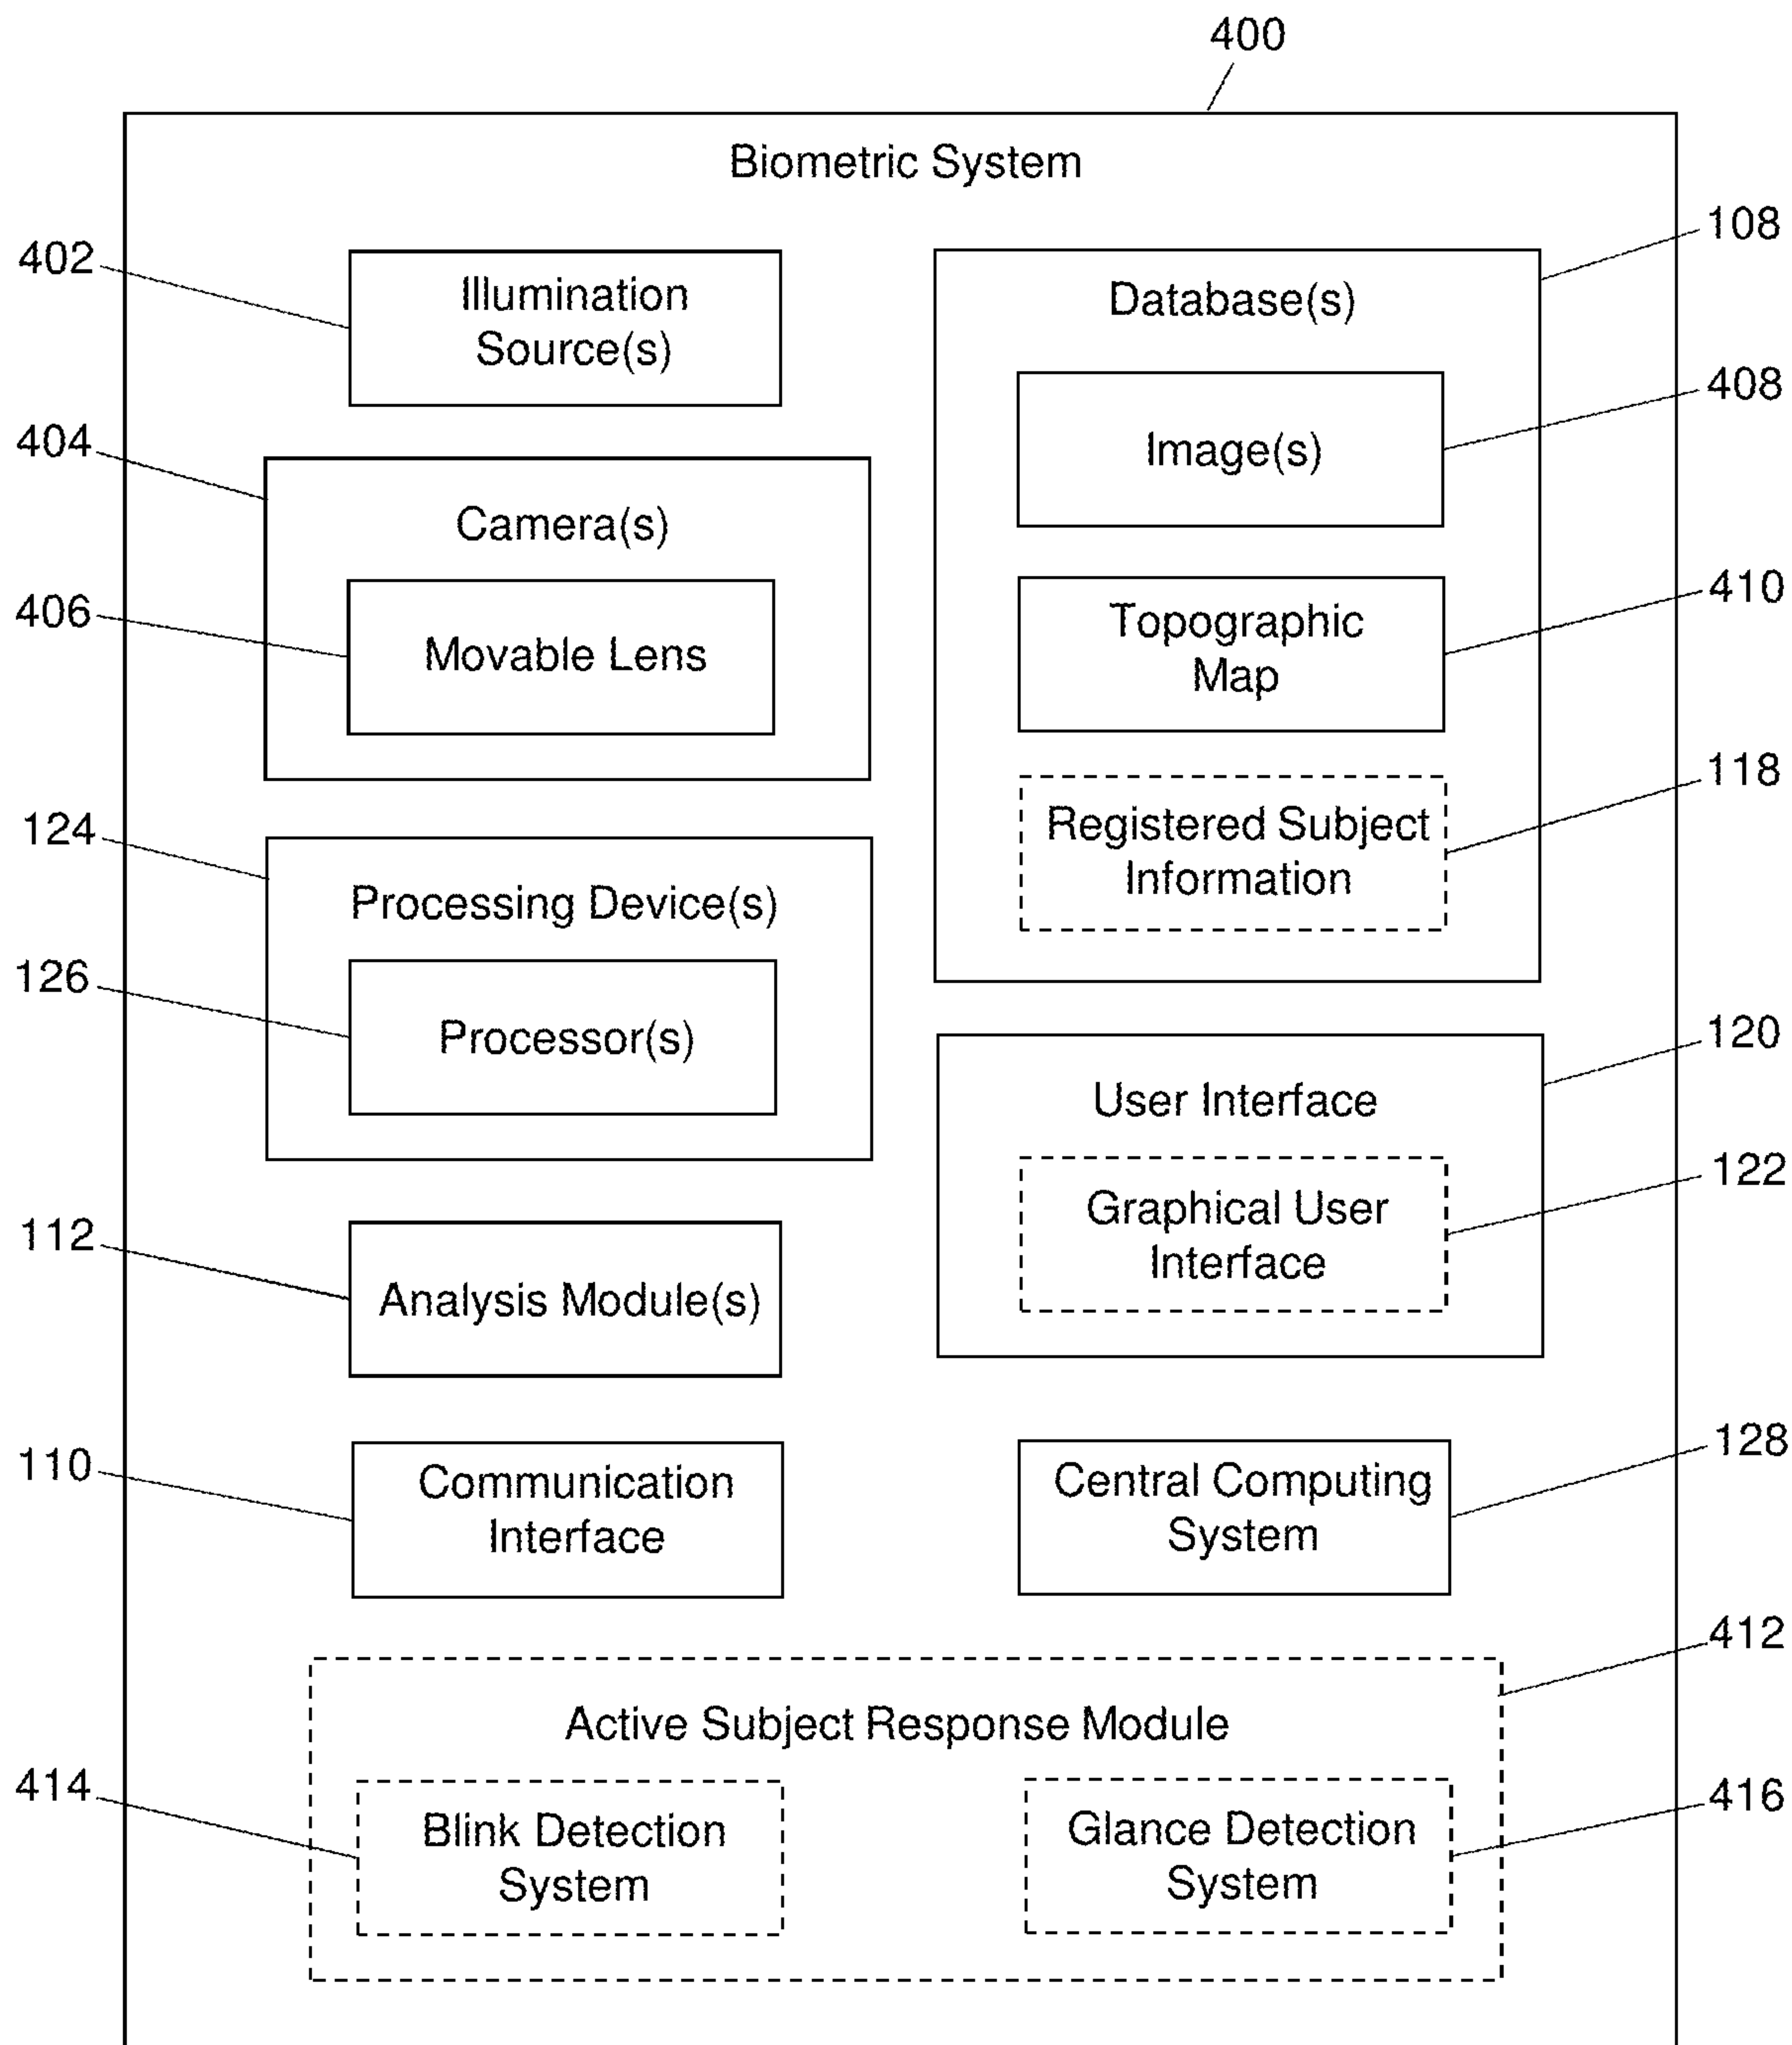 400
Biometric System
402
Illumination
Source(s)
404
Camera(s)
406
Movable Lens
124
Processing Device(s)
126
Processor(s)
112
Analysis Module(s)
110
Communication
Interface
108
Database(s)
408
Image(s)
410
Topographic
Map
118
Registered Subject
Information
120
User Interface
122
Graphical User
Interface
128
Central Computing
System
412
Active Subject Response Module
414
Blink Detection
System
416
Glance Detection
System